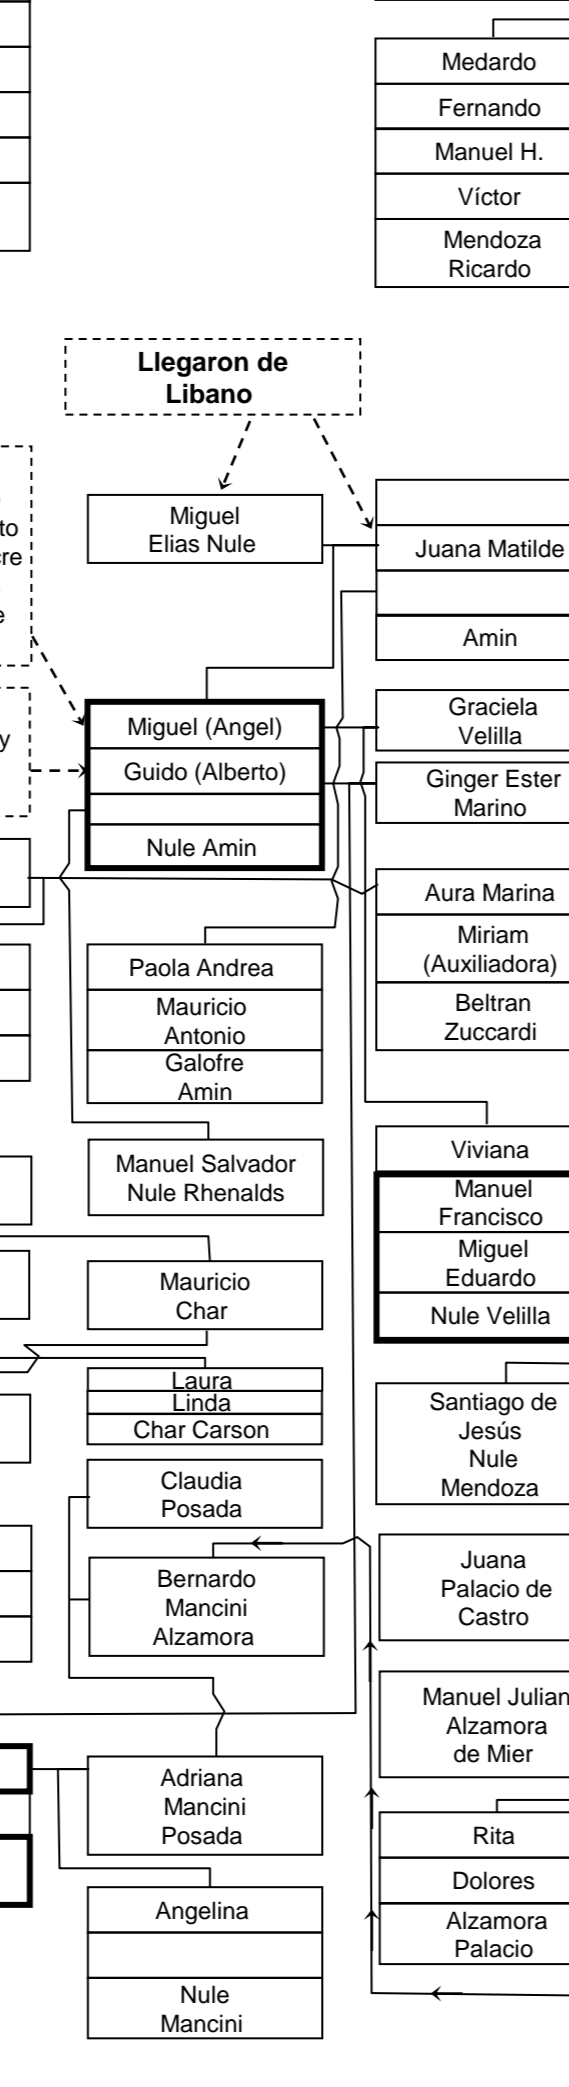 Medardo
Fernando
Manuel H.
Víctor
Mendoza
Ricardo
Llegaron de
Libano
to
cre
e
y
Miguel
Elias Nule
Juana Matilde
Amin
Miguel (Angel)
Guido (Alberto)
Nule Amin
Graciela
Velilla
Ginger Ester
Marino
Aura Marina
Miriam
(Auxiliadora)
Beltran
Zuccardi
Paola Andrea
Mauricio
Antonio
Galofre
Amin
Manuel Salvador
Nule Rhenalds
Viviana
Manuel
Francisco
Miguel
Eduardo
Nule Velilla
Mauricio
Char
Laura
Linda
Char Carson
Santiago de
Jesús
Nule
Mendoza
Claudia
Posada
Bernardo
Mancini
Alzamora
Juana
Palacio de
Castro
Manuel Julian
Alzamora
de Mier
Adriana
Mancini
Posada
Rita
Dolores
Alzamora
Palacio
Angelina
Nule
Mancini